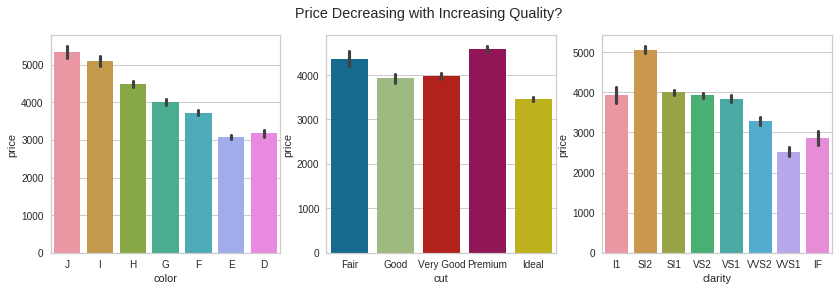 Price Decreasing with Increasing Quality?
price
5000
4000
3000
2000
1000
0
J I H G F E D
color
price
4000
3000
2000
1000
0
Fair Good Very Good Premium Ideal
cut
price
5000
4000
3000
2000
1000
0
I1 SI2 SI1 VS2 VS1 VVS2 VVS1 IF
clarity